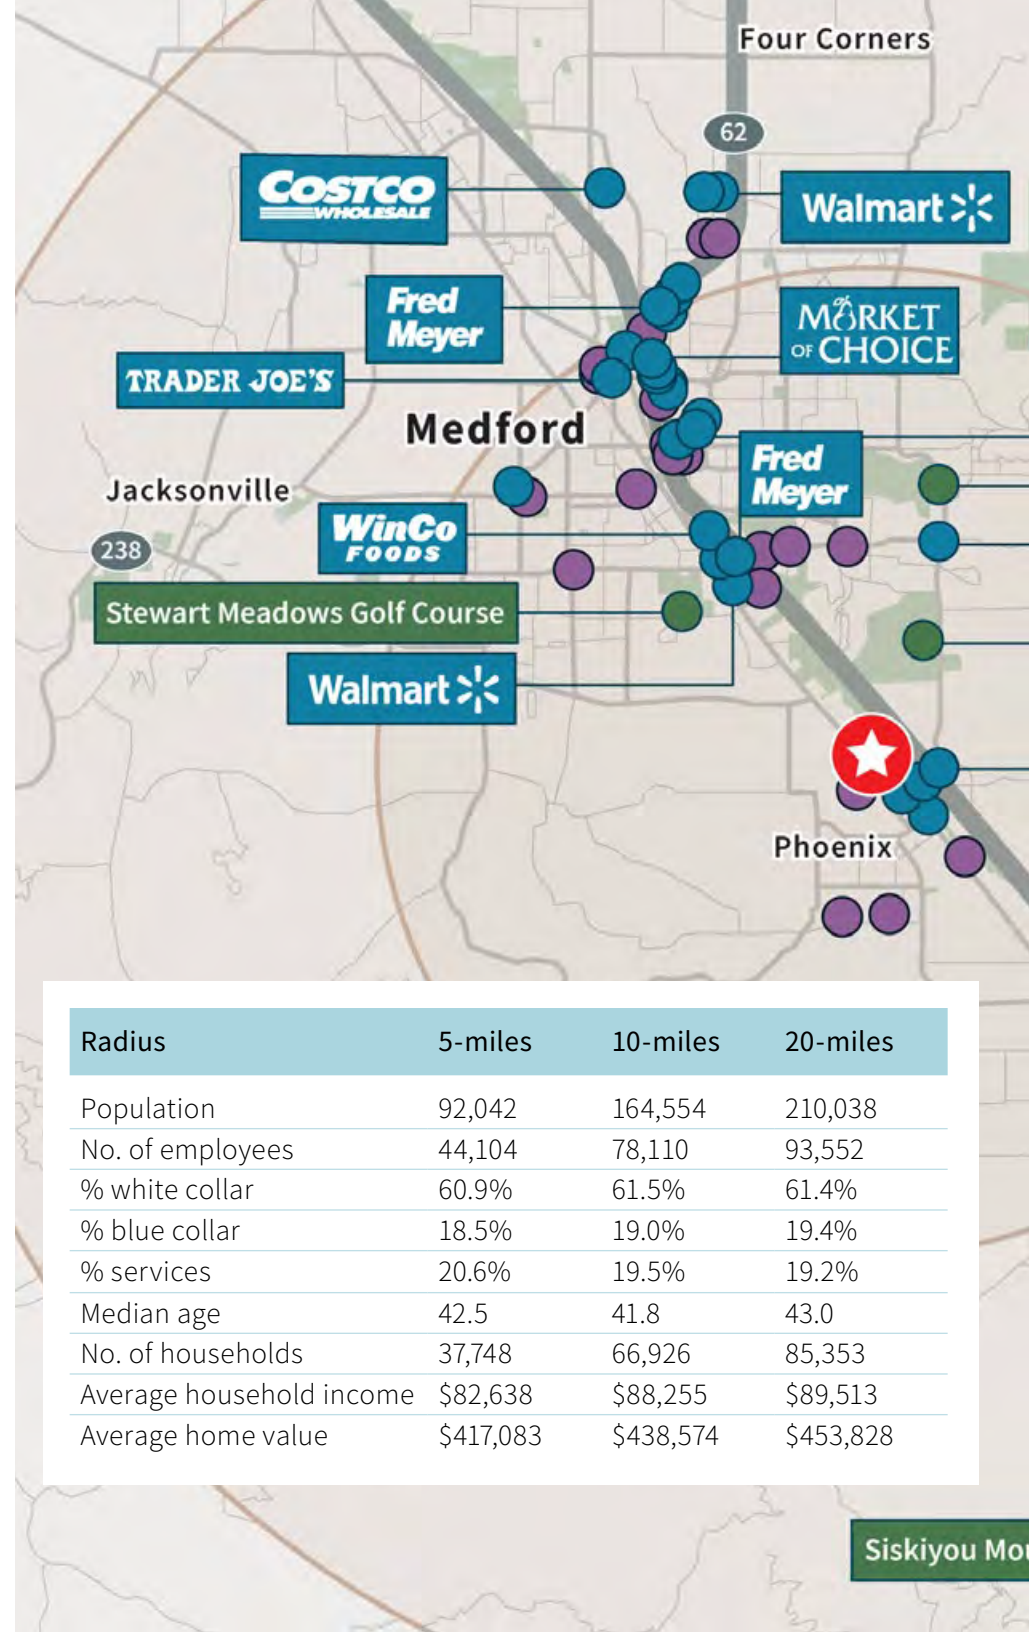 Four Corners
62
COSTCO
WHOLESALE
Walmart
Fred
Meyer
MARKET
OF CHOICE
TRADER JOE'S
Medford
Fred
Meyer
Jacksonville
WinCo
FOODS
238
Stewart Meadows Golf Course
Walmart
Phoenix
Radius 5-miles 10-miles 20-miles
Population 92,042 164,554 210,038
No. of employees 44,104 78,110 93,552
% white collar 60.9% 61.5% 61.4%
% blue collar 18.5% 19.0% 19.4%
% services 20.6% 19.5% 19.2%
Median age 42.5 41.8 43.0
No. of households 37,748 66,926 85,353
Average household income $82,638 $88,255 $89,513
Average home value $417,083 $438,574 $453,828
Siskiyou Mou